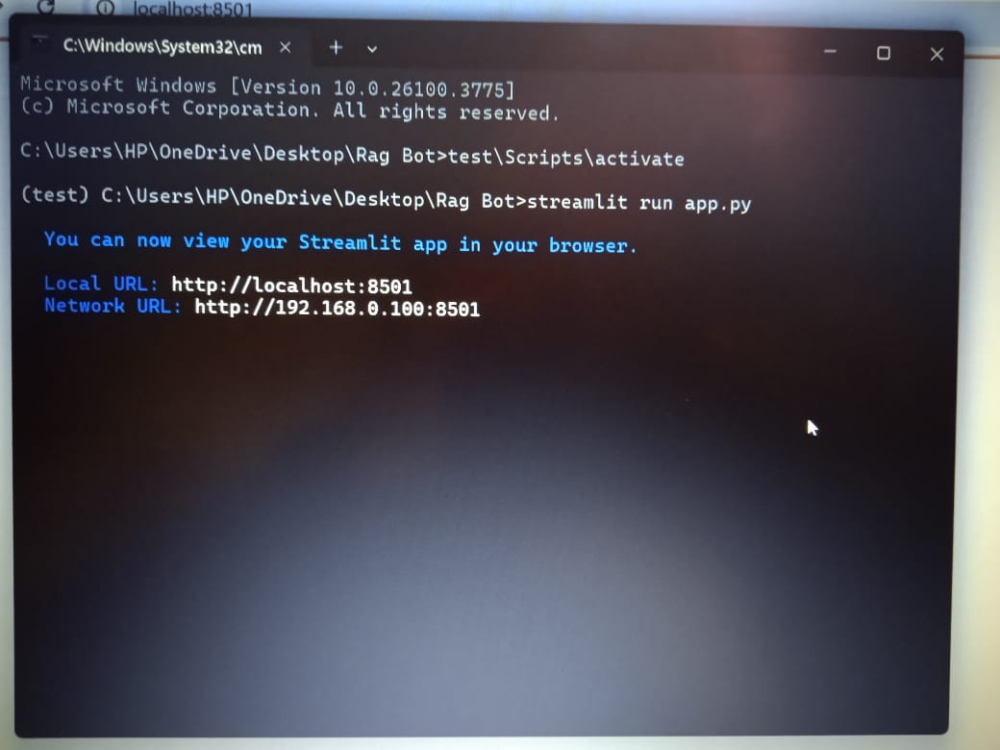 localhost:8501
C:\Windows\System32\cm
Microsoft Windows [Version 10.0.26100.3775]
(c) Microsoft Corporation. All rights reserved.
C:\Users\HP\OneDrive\Desktop\Rag Bot>test\Scripts\activate
(test) C:\Users\HP\OneDrive\Desktop\Rag Bot>streamlit run app.py
You can now view your Streamlit app in your browser.
Local URL: http://localhost:8501
Network URL: http://192.168.0.100:8501